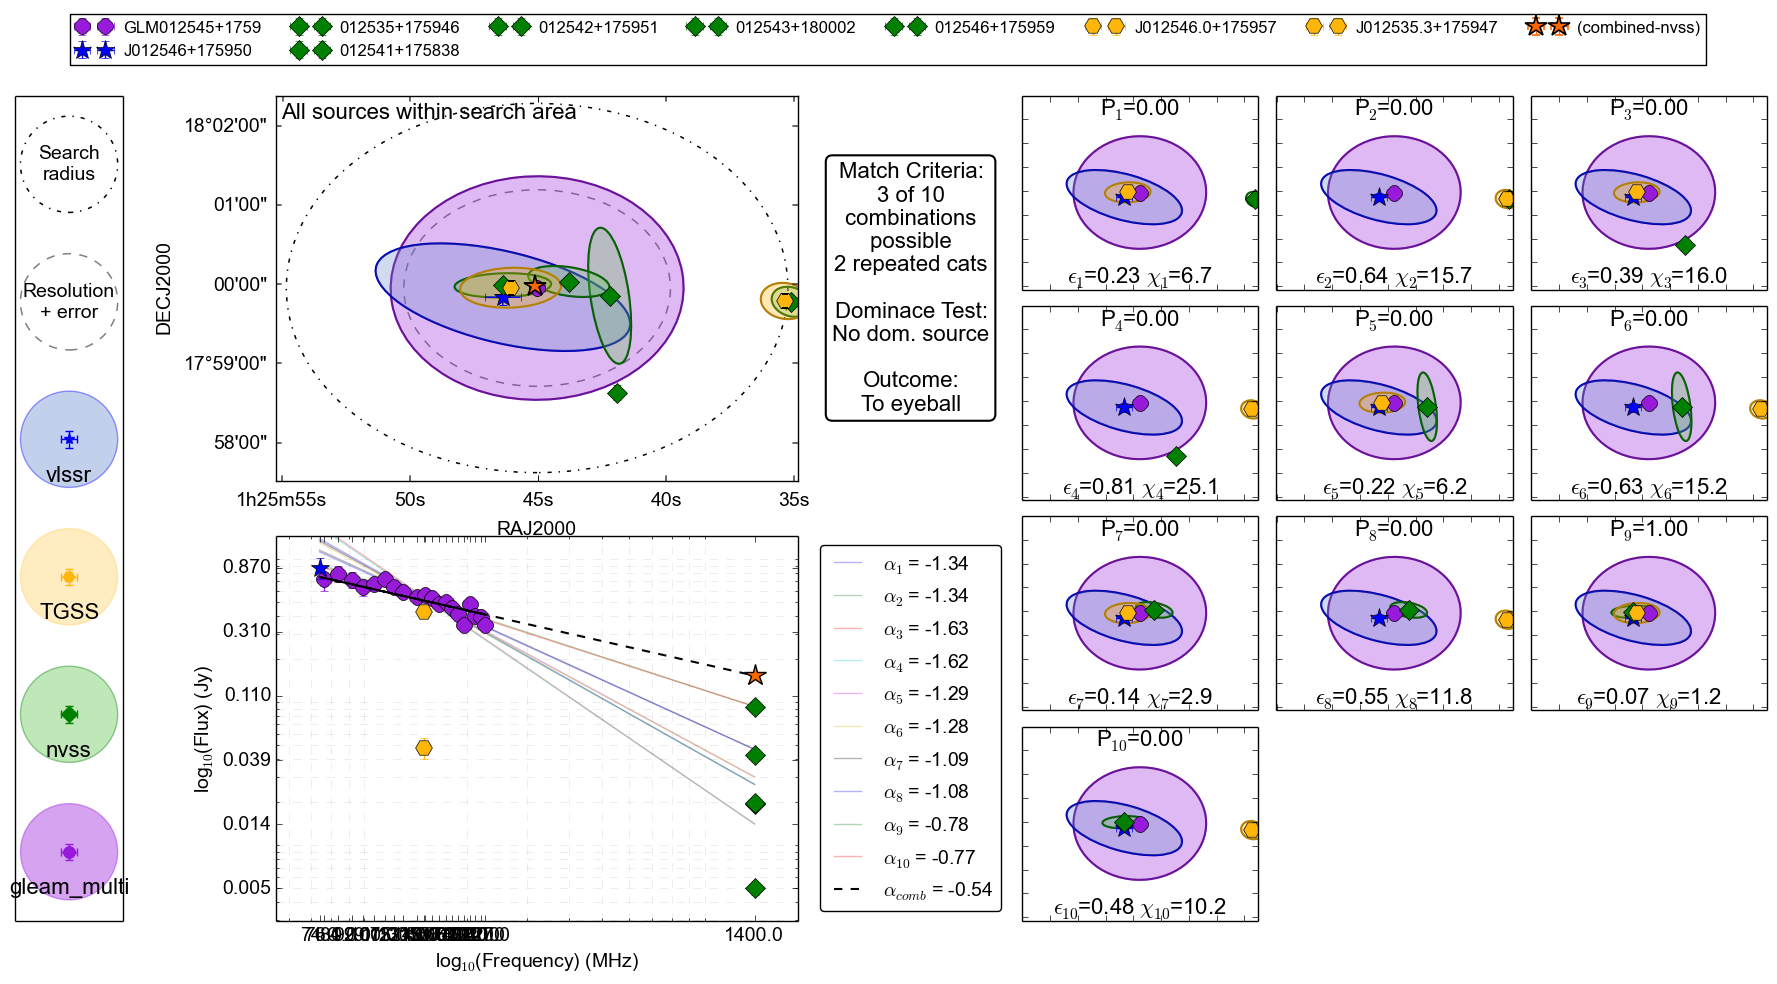 GLM012545+1759 012535+175946 012542+175951 012543+180002 012546+175959 J012546.0+175957 J012535.3+175947 (combined-nvss)
J012546+175950 012541+175838
Search
radius
Resolution
+ error
vlssr
TGSS
nvss
gleam_multi
All sources within search area
DECJ2000
18°02'00"
01'00"
00'00"
17°59'00"
58'00"
1h25m55s 50s 45s 40s 35s
RAJ2000
Match Criteria:
3 of 10
combinations
possible
2 repeated cats
Dominace Test:
No dom. source
Outcome:
To eyeball
log10(Flux) (Jy)
0.870
0.310
0.110
0.039
0.014
0.005
1400.0
log10(Frequency) (MHz)
α1 = -1.34
α2 = -1.34
α3 = -1.63
α4 = -1.62
α5 = -1.29
α6 = -1.28
α7 = -1.09
α8 = -1.08
α9 = -0.78
α10 = -0.77
αcomb = -0.54
P1=0.00
ϵ1=0.23 χ1=6.7
P2=0.00
ϵ2=0.64 χ2=15.7
P3=0.00
ϵ3=0.39 χ3=16.0
P4=0.00
ϵ4=0.81 χ4=25.1
P5=0.00
ϵ5=0.22 χ5=6.2
P6=0.00
ϵ6=0.63 χ6=15.2
P7=0.00
ϵ7=0.14 χ7=2.9
P8=0.00
ϵ8=0.55 χ8=11.8
P9=1.00
ϵ9=0.07 χ9=1.2
P10=0.00
ϵ10=0.48 χ10=10.2